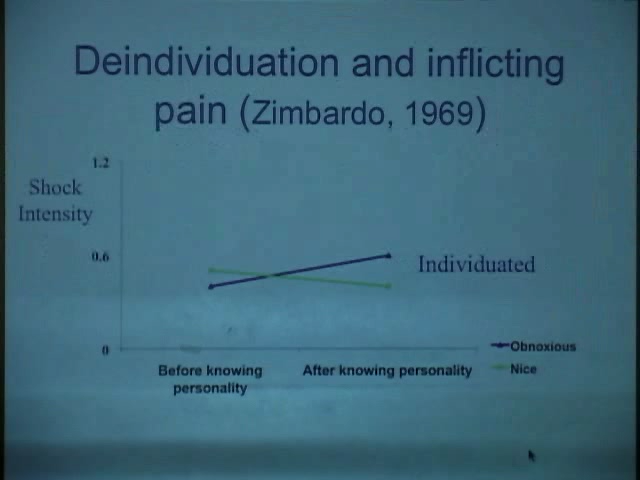 Deindividuation and inflicting
pain (Zimbardo, 1969)
1.2
Shock
Intensity
0.6
Individuated
0
Obnoxious
Before knowing
personality
After knowing personality
Nice